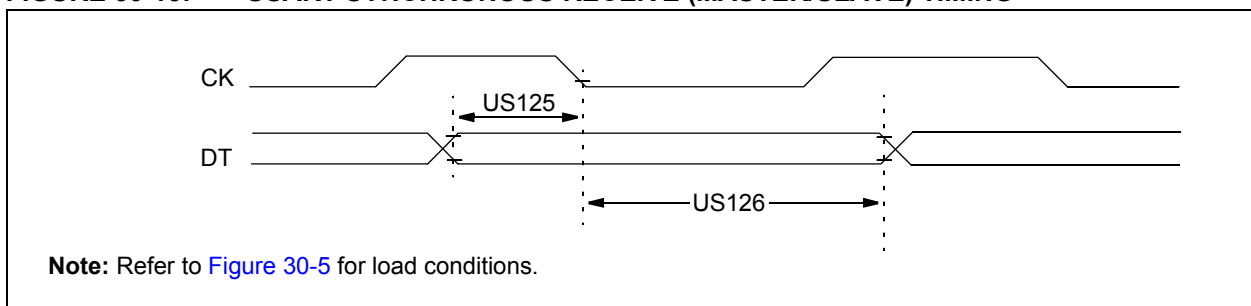 CK
US125
DT
US126
Note: Refer to Figure 30-5 for load conditions.